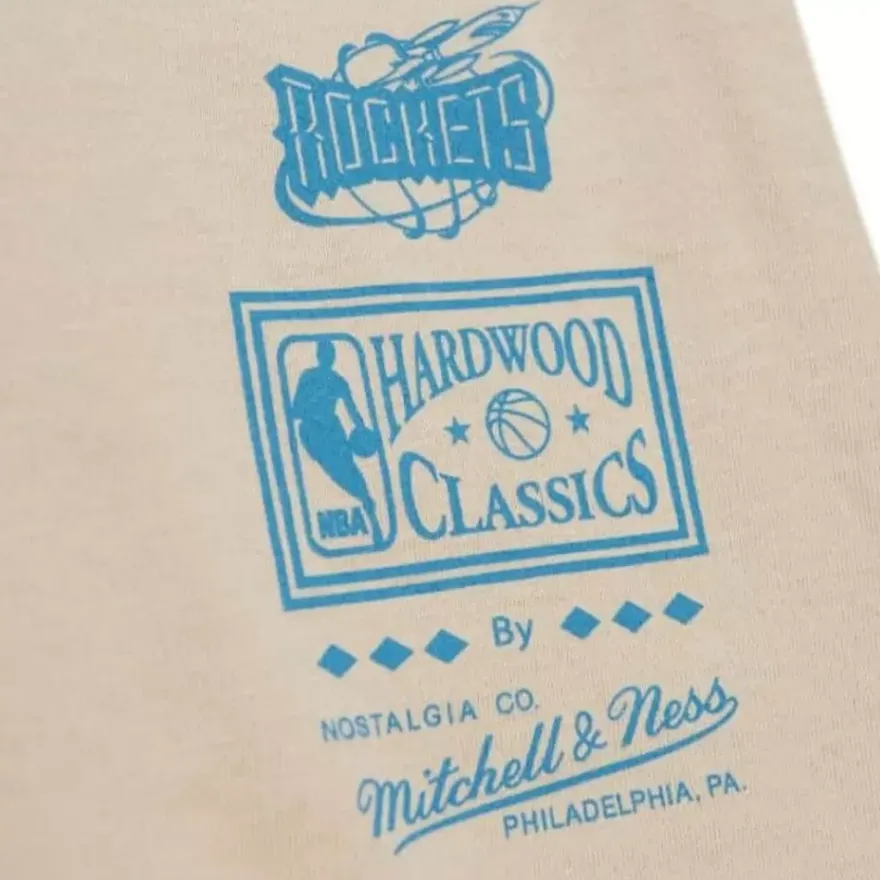 ROCKETS
HARDWOOD
CLASSICS
NBA
By
NOSTALGIA CO.
Mitchell & Ness
PHILADELPHIA, PA.